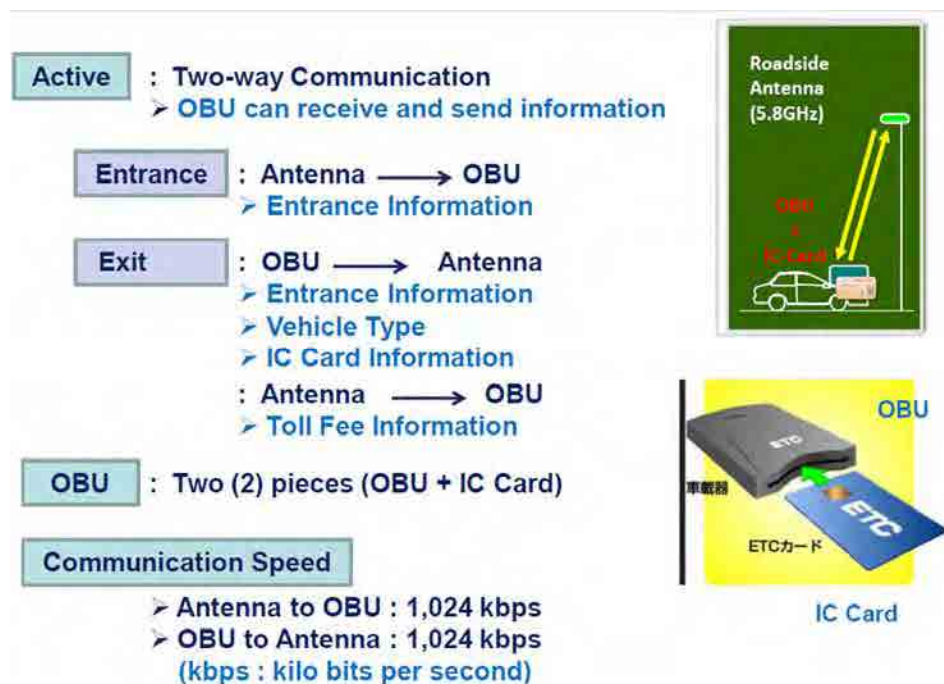 Active : Two-way Communication
➤ OBU can receive and send information
Entrance : Antenna → OBU
➤ Entrance Information
Exit : OBU → Antenna
➤ Entrance Information
➤ Vehicle Type
➤ IC Card Information
: Antenna → OBU
➤ Toll Fee Information
OBU : Two (2) pieces (OBU + IC Card)
Communication Speed
➤ Antenna to OBU : 1,024 kbps
➤ OBU to Antenna : 1,024 kbps
(kbps : kilo bits per second)
Roadside
Antenna
(5.8GHz)
OBU
+
IC Card
OBU
ETC
車載器
ETC
ETCカード
IC Card